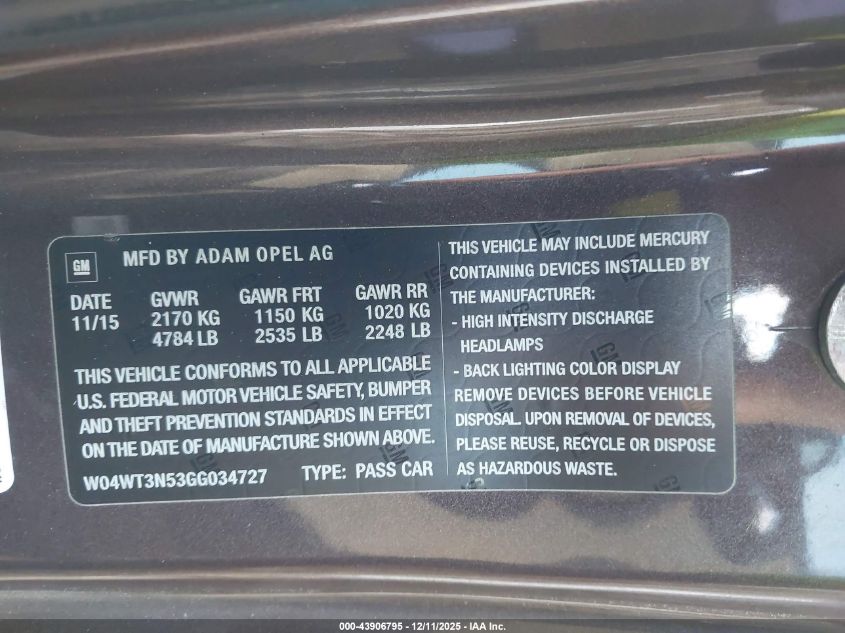 GM
MFD BY ADAM OPEL AG
DATE GVWR GAWR FRT GAWR RR
11/15 2170 KG 1150 KG 1020 KG
4784 LB 2535 LB 2248 LB
THIS VEHICLE CONFORMS TO ALL APPLICABLE
U.S. FEDERAL MOTOR VEHICLE SAFETY, BUMPER
AND THEFT PREVENTION STANDARDS IN EFFECT
ON THE DATE OF MANUFACTURE SHOWN ABOVE.
W04WT3N53GG034727 TYPE: PASS CAR
THIS VEHICLE MAY INCLUDE MERCURY
CONTAINING DEVICES INSTALLED BY
THE MANUFACTURER:
- HIGH INTENSITY DISCHARGE
HEADLAMPS
- BACK LIGHTING COLOR DISPLAY
REMOVE DEVICES BEFORE VEHICLE
DISPOSAL. UPON REMOVAL OF DEVICES,
PLEASE REUSE, RECYCLE OR DISPOSE
AS HAZARDOUS WASTE.
000-43906795 - 12/11/2025 - IAA Inc.